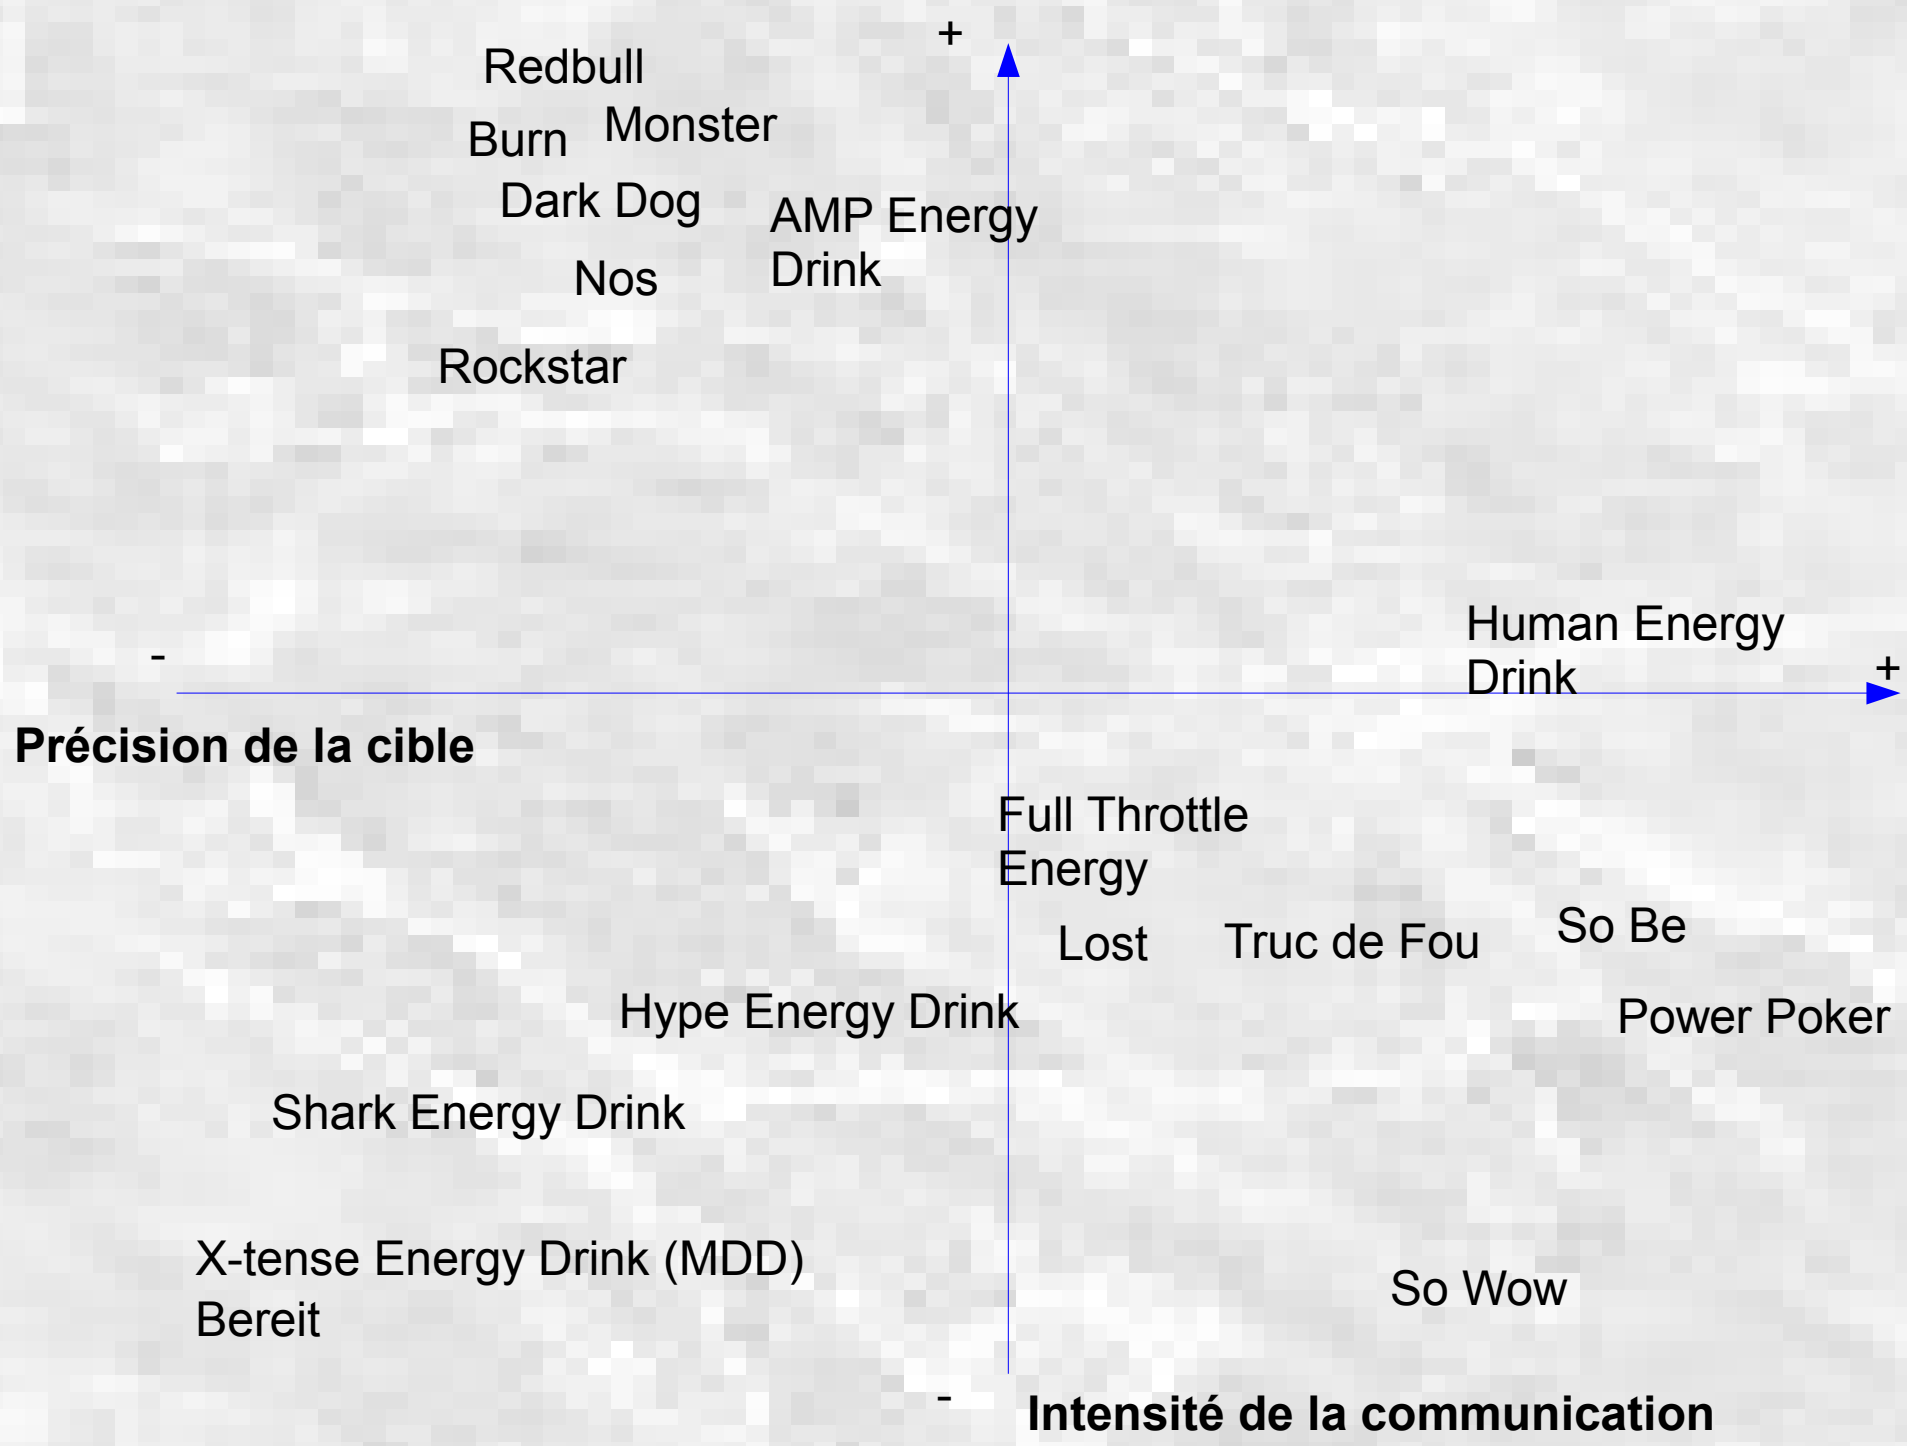 +
Redbull
Burn Monster
Dark Dog
AMP Energy
Drink
Nos
Rockstar
Human Energy
Drink
-
+
Précision de la cible
Full Throttle
Energy
Lost
Truc de Fou
So Be
Hype Energy Drink
Power Poker
Shark Energy Drink
X-tense Energy Drink (MDD)
Bereit
So Wow
-
Intensité de la communication